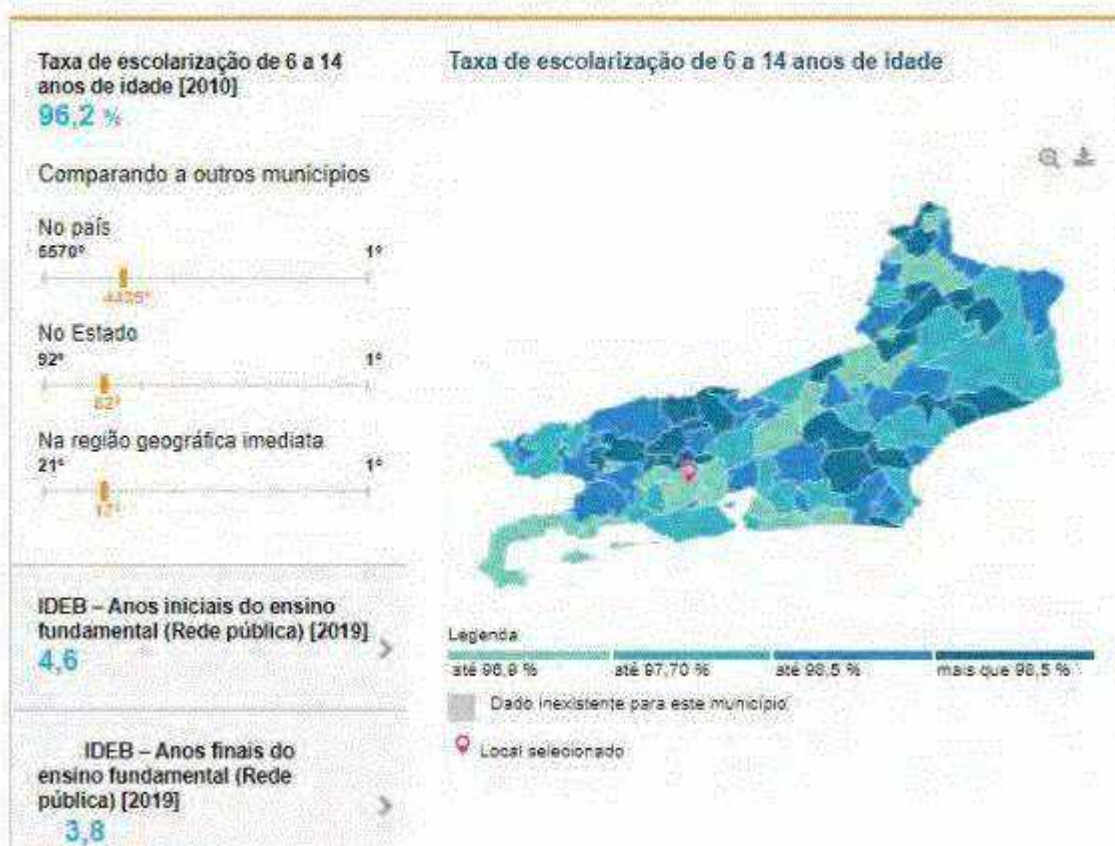 Taxa de escolarização de 6 a 14
anos de idade [2010]
96,2 %
Comparando a outros municípios
No país
5570º
1º
No Estado
92º
1º
82º
Na região geográfica imediata
21º
1º
17º
IDEB – Anos iniciais do ensino
fundamental (Rede pública) [2019]
4,6
IDEB – Anos finais do
ensino fundamental (Rede
pública) [2019]
3,8
Taxa de escolarização de 6 a 14 anos de idade
Legenda
até 96,9 %
até 97,70 %
até 98,5 %
mais que 98,5 %
Dado inexistente para este município
Local selecionado